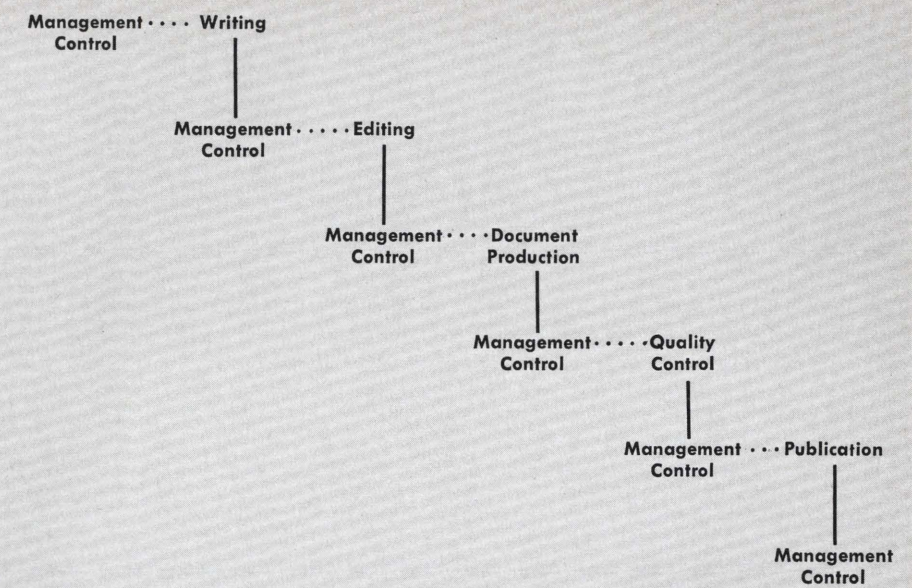 Management .... Writing
Control
Management ..... Editing
Control
Management .... Document
Control Production
Management ..... Quality
Control Control
Management ... Publication
Control
Management
Control